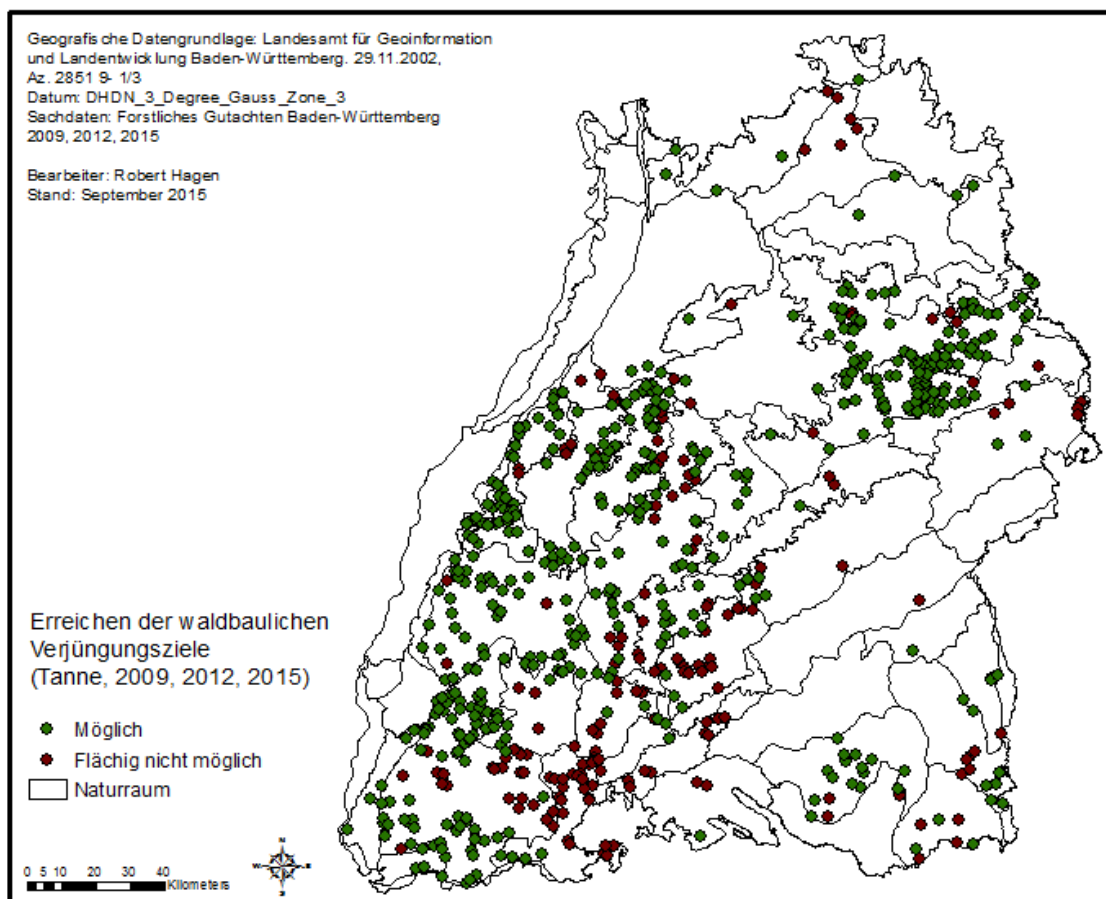 Geografische Datengrundlage: Landesamt für Geoinformation
und Landentwicklung Baden-Württemberg. 29.11.2002,
Az. 2851 9- 1/3
Datum: DHDN_3_Degree_Gauss_Zone_3
Sachdaten: Forstliches Gutachten Baden-Württemberg
2009, 2012, 2015
Bearbeiter: Robert Hagen
Stand: September 2015
Erreichen der waldbaulichen
Verjüngungsziele
(Tanne, 2009, 2012, 2015)
Möglich
Flächig nicht möglich
Naturraum
0 5 10 20 30 40
Kilometers
N
W E
S